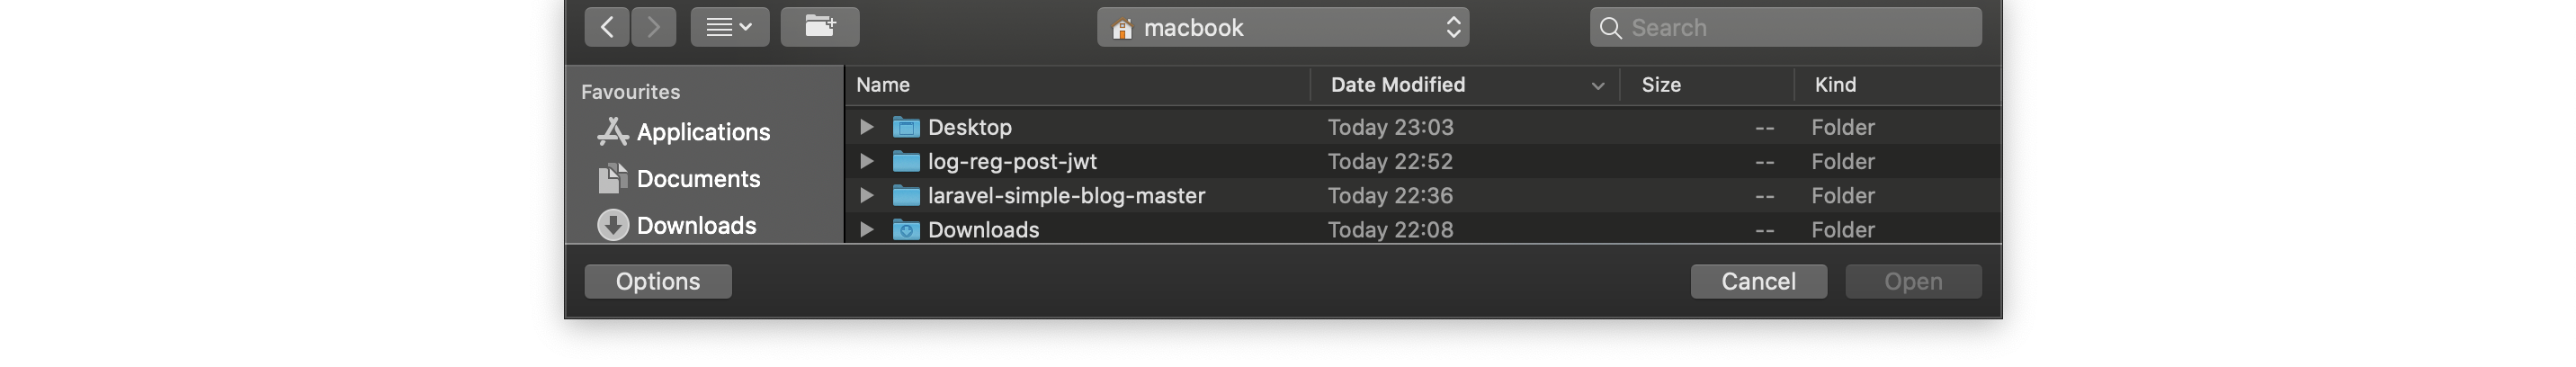 macbook
Search
Favourites
Applications
Documents
Downloads
Name Date Modified Size Kind
Desktop Today 23:03 -- Folder
log-reg-post-jwt Today 22:52 -- Folder
laravel-simple-blog-master Today 22:36 -- Folder
Downloads Today 22:08 -- Folder
Options Cancel Open